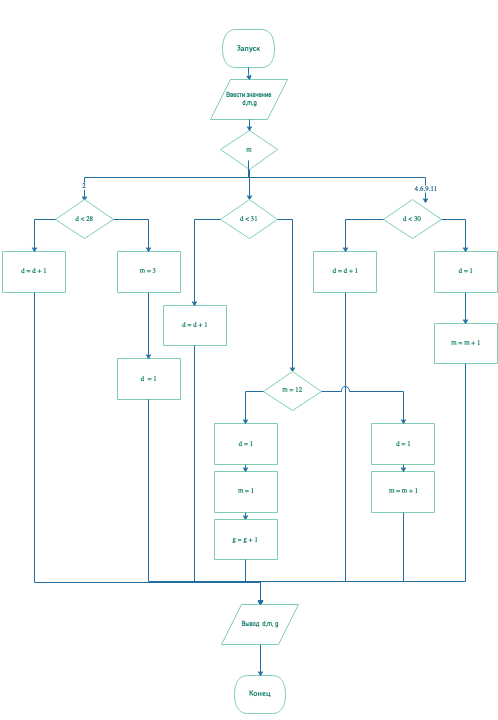 Запуск
Ввести значение
d,m,g
m
2
4,6,9,11
d < 28
d < 31
d < 30
d = d + 1
m = 3
d = d + 1
d = 1
d = d + 1
m = m + 1
d = 1
m = 12
d = 1
d = 1
m = 1
m = m + 1
g = g + 1
Вывод d,m, g
Конец